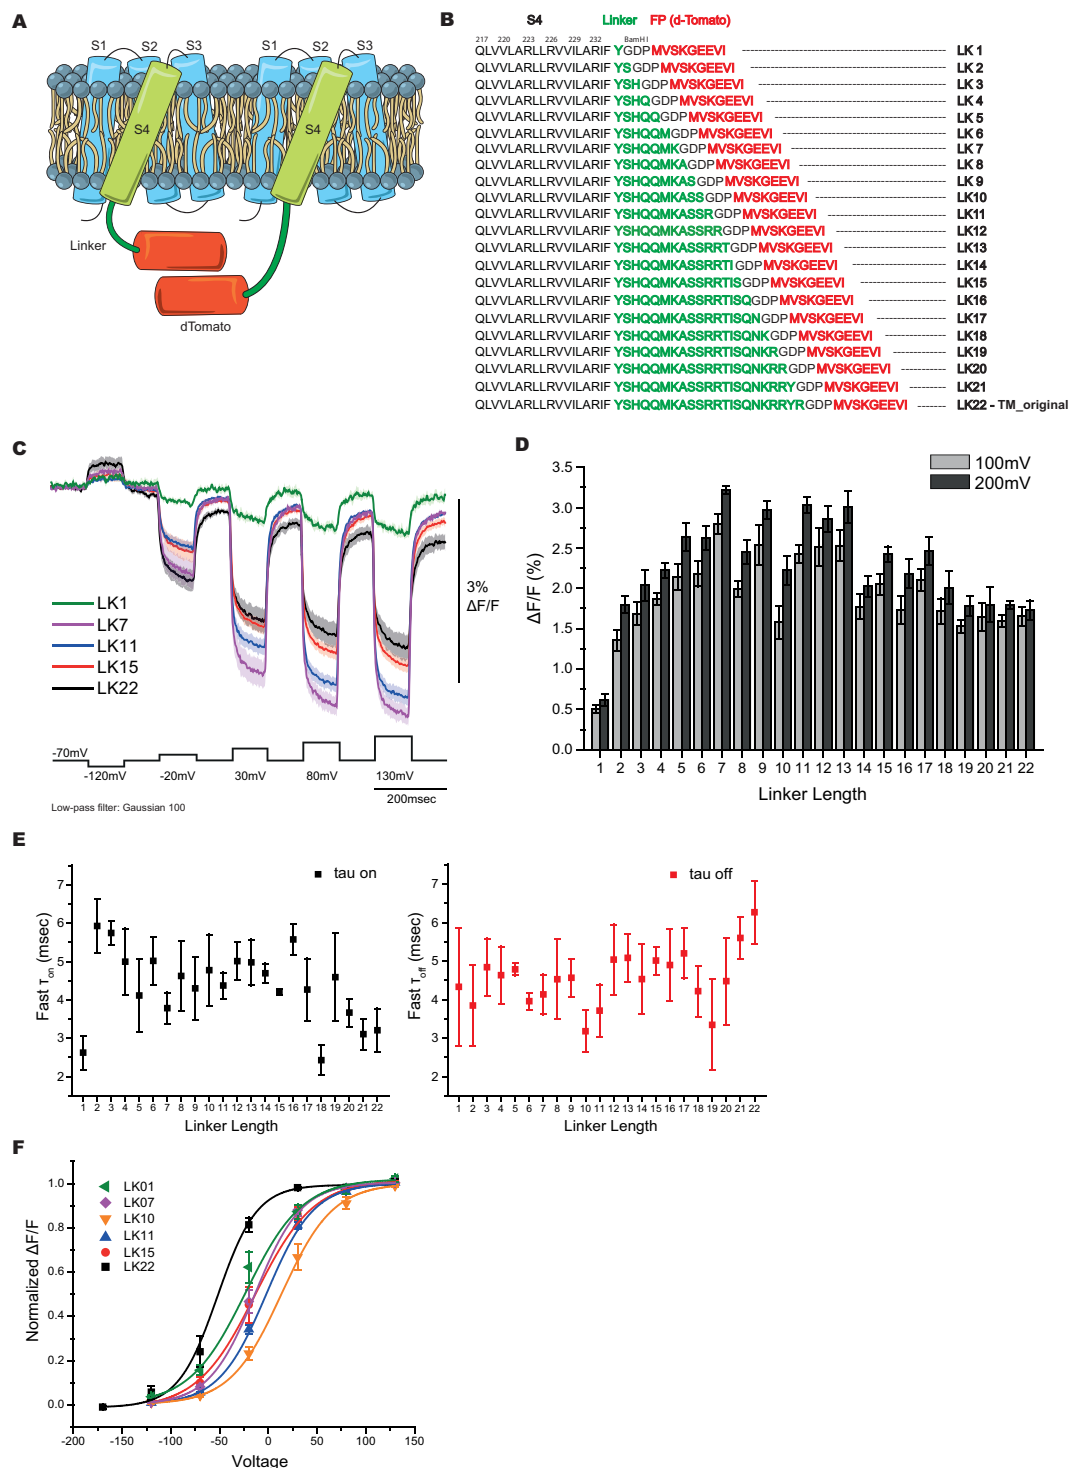 A
S1 S2 S3 S1 S2 S3
S4 S4
Linker
dTomato
B
S4 Linker FP (d-Tomato)
217 220 223 226 229 232 BamHI
QLVVLARLLRVVILARIF YGDPMVSKGEEVI LK 1
QLVVLARLLRVVILARIF YSGDPMVSKGEEVI LK 2
QLVVLARLLRVVILARIF YSHGDPMVSKGEEVI LK 3
QLVVLARLLRVVILARIF YSHQGDPMVSKGEEVI LK 4
QLVVLARLLRVVILARIF YSHQQGDPMVSKGEEVI LK 5
QLVVLARLLRVVILARIF YSHQQMGDPMVSKGEEVI LK 6
QLVVLARLLRVVILARIF YSHQQMKGDPMVSKGEEVI LK 7
QLVVLARLLRVVILARIF YSHQQMKAGDPMVSKGEEVI LK 8
QLVVLARLLRVVILARIF YSHQQMKASGDPMVSKGEEVI LK 9
QLVVLARLLRVVILARIF YSHQQMKASSGDPMVSKGEEVI LK10
QLVVLARLLRVVILARIF YSHQQMKASSRGDPMVSKGEEVI LK11
QLVVLARLLRVVILARIF YSHQQMKASSRRGDPMVSKGEEVI LK12
QLVVLARLLRVVILARIF YSHQQMKASSRRTGDPMVSKGEEVI LK13
QLVVLARLLRVVILARIF YSHQQMKASSRRTIGDPMVSKGEEVI LK14
QLVVLARLLRVVILARIF YSHQQMKASSRRTISGDPMVSKGEEVI LK15
QLVVLARLLRVVILARIF YSHQQMKASSRRTISQGDPMVSKGEEVI LK16
QLVVLARLLRVVILARIF YSHQQMKASSRRTISQNGDPMVSKGEEVI LK17
QLVVLARLLRVVILARIF YSHQQMKASSRRTISQNKGDPMVSKGEEVI LK18
QLVVLARLLRVVILARIF YSHQQMKASSRRTISQNKRGDPMVSKGEEVI LK19
QLVVLARLLRVVILARIF YSHQQMKASSRRTISQNKRRGDPMVSKGEEVI LK20
QLVVLARLLRVVILARIF YSHQQMKASSRRTISQNKRRYGDPMVSKGEEVI LK21
QLVVLARLLRVVILARIF YSHQQMKASSRRTISQNKRRYRGDPMVSKGEEVI LK22 - TM_original
C
3%
ΔF/F
LK1
LK7
LK11
LK15
LK22
-70mV
-120mV -20mV 30mV 80mV 130mV
200msec
Low-pass filter: Gaussian 100
D
100mV
200mV
ΔF/F (%)
3.5
3.0
2.5
2.0
1.5
1.0
0.5
0.0
1 2 3 4 5 6 7 8 9 10 11 12 13 14 15 16 17 18 19 20 21 22
Linker Length
E
tau on
Fast τon (msec)
7
6
5
4
3
2
1 2 3 4 5 6 7 8 9 10 11 12 13 14 15 16 17 18 19 20 21 22
Linker Length
tau off
Fast τoff (msec)
7
6
5
4
3
2
1 2 3 4 5 6 7 8 9 10 11 12 13 14 15 16 17 18 19 20 21 22
Linker Length
F
LK01
LK07
LK10
LK11
LK15
LK22
Normalized ΔF/F
1.0
0.8
0.6
0.4
0.2
0.0
-200 -150 -100 -50 0 50 100 150
Voltage